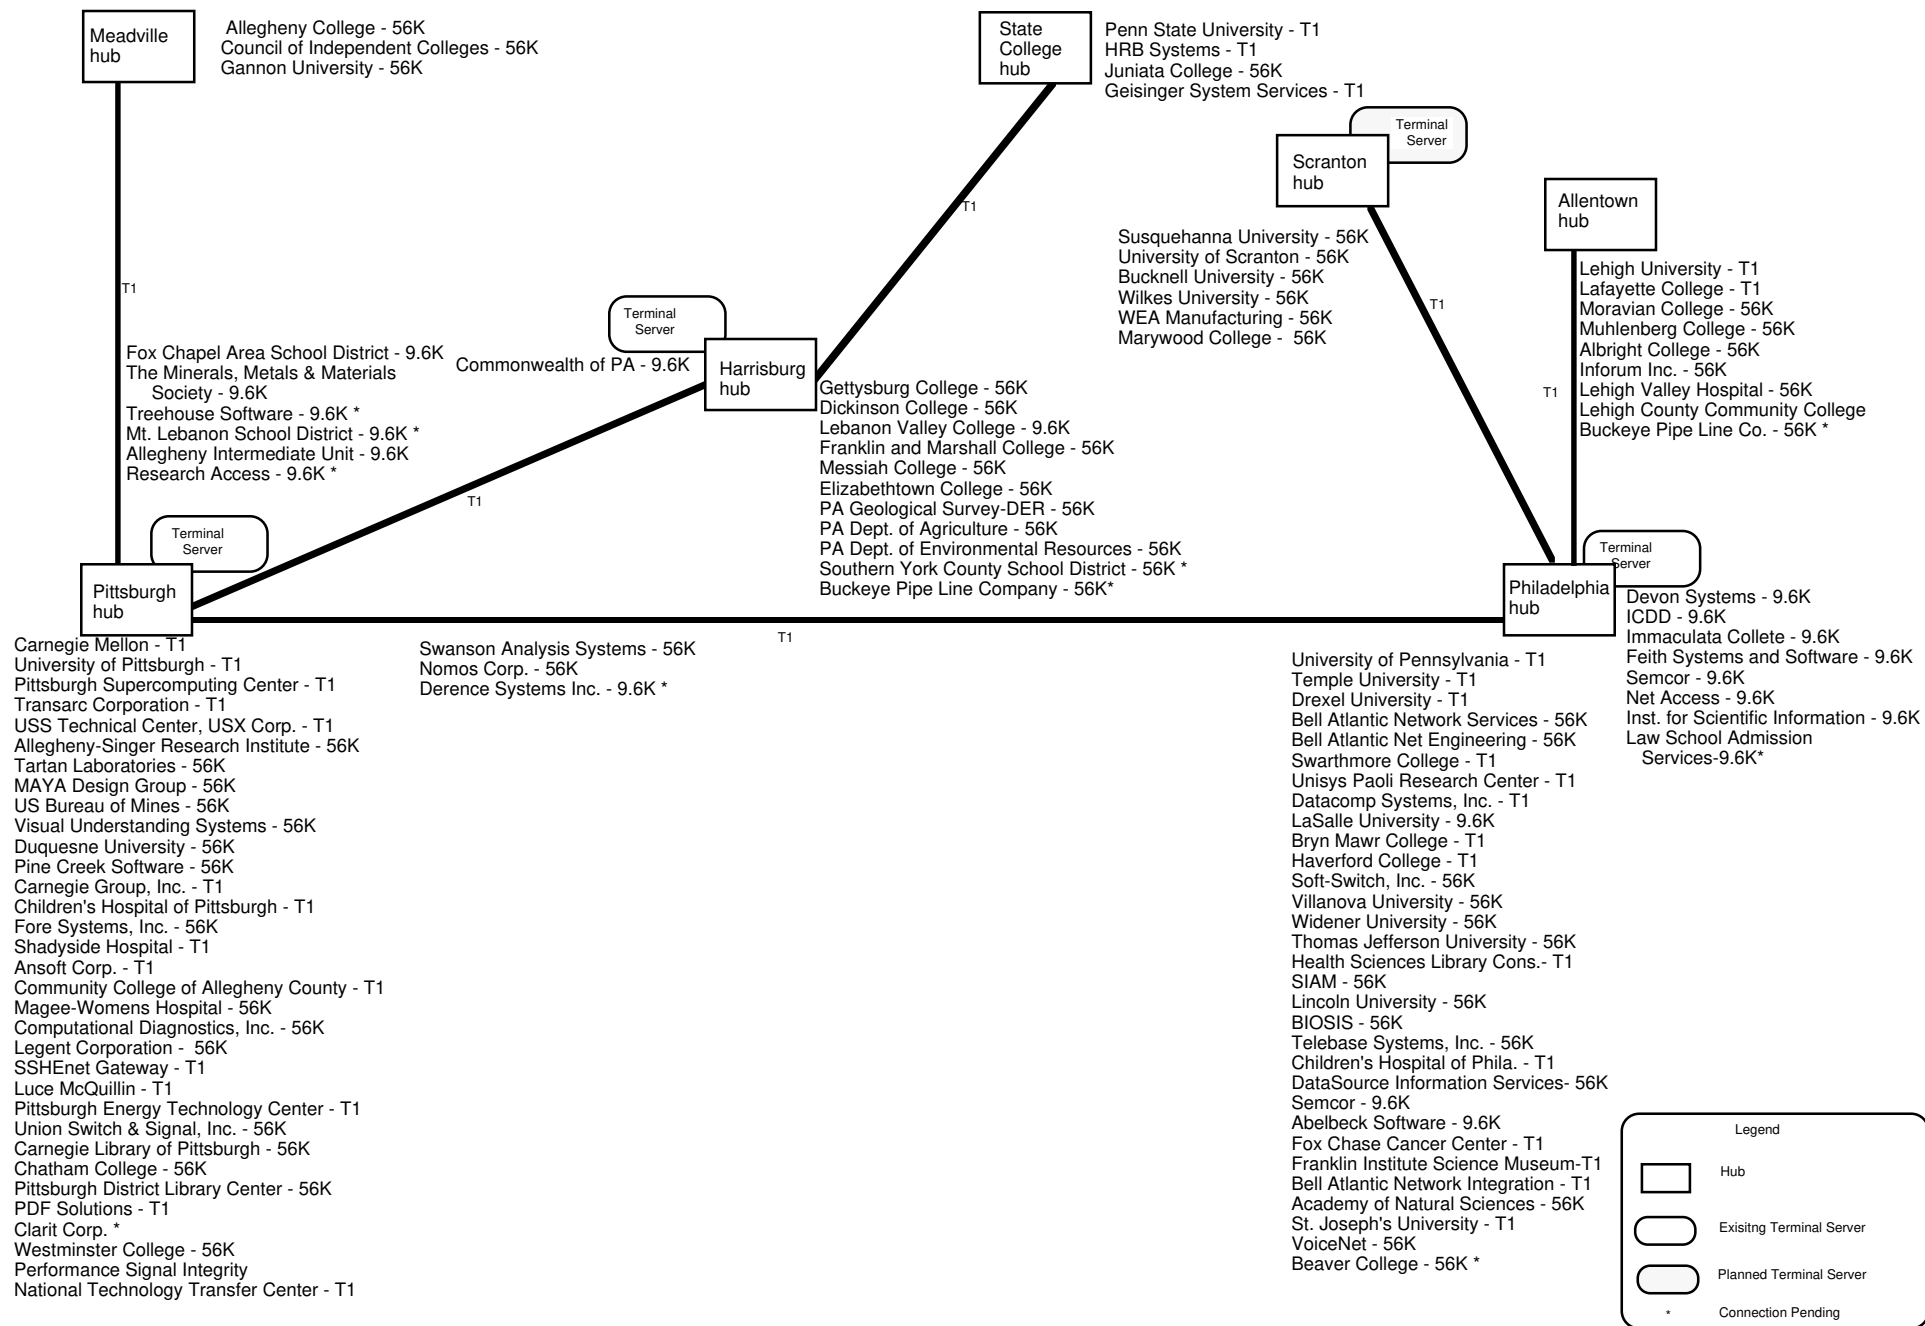 Meadville
hub
Allegheny College - 56K
Council of Independent Colleges - 56K
Gannon University - 56K
State
College
hub
Penn State University - T1
HRB Systems - T1
Juniata College - 56K
Geisinger System Services - T1
Terminal
Server
Scranton
hub
Allentown
hub
T1
Susquehanna University - 56K
University of Scranton - 56K
Bucknell University - 56K
Wilkes University - 56K
WEA Manufacturing - 56K
Marywood College -  56K
T1
Lehigh University - T1
Lafayette College - T1
Moravian College - 56K
Muhlenberg College - 56K
Albright College - 56K
Inforum Inc. - 56K
Lehigh Valley Hospital - 56K
Lehigh County Community College
Buckeye Pipe Line Co. - 56K *
T1
T1
Terminal
Server
Commonwealth of PA - 9.6K
Harrisburg
hub
Fox Chapel Area School District - 9.6K
The Minerals, Metals & Materials
Society - 9.6K
Treehouse Software - 9.6K *
Mt. Lebanon School District - 9.6K *
Allegheny Intermediate Unit - 9.6K
Research Access - 9.6K *
Gettysburg College - 56K
Dickinson College - 56K
Lebanon Valley College - 9.6K
Franklin and Marshall College - 56K
Messiah College - 56K
Elizabethtown College - 56K
PA Geological Survey-DER - 56K
PA Dept. of Agriculture - 56K
PA Dept. of Environmental Resources - 56K
Southern York County School District - 56K *
Buckeye Pipe Line Company - 56K*
T1
Terminal
Server
Pittsburgh
hub
Terminal
Server
Philadelphia
hub
T1
Carnegie Mellon - T1
University of Pittsburgh - T1
Pittsburgh Supercomputing Center - T1
Transarc Corporation - T1
USS Technical Center, USX Corp. - T1
Allegheny-Singer Research Institute - 56K
Tartan Laboratories - 56K
MAYA Design Group - 56K
US Bureau of Mines - 56K
Visual Understanding Systems - 56K
Duquesne University - 56K
Pine Creek Software - 56K
Carnegie Group, Inc. - T1
Children's Hospital of Pittsburgh - T1
Fore Systems, Inc. - 56K
Shadyside Hospital - T1
Ansoft Corp. - T1
Community College of Allegheny County - T1
Magee-Womens Hospital - 56K
Computational Diagnostics, Inc. - 56K
Legent Corporation -  56K
SSHEnet Gateway - T1
Luce McQuillin - T1
Pittsburgh Energy Technology Center - T1
Union Switch & Signal, Inc. - 56K
Carnegie Library of Pittsburgh - 56K
Chatham College - 56K
Pittsburgh District Library Center - 56K
PDF Solutions - T1
Clarit Corp. *
Westminster College - 56K
Performance Signal Integrity
National Technology Transfer Center - T1
Swanson Analysis Systems - 56K
Nomos Corp. - 56K
Derence Systems Inc. - 9.6K *
University of Pennsylvania - T1
Temple University - T1
Drexel University - T1
Bell Atlantic Network Services - 56K
Bell Atlantic Net Engineering - 56K
Swarthmore College - T1
Unisys Paoli Research Center - T1
Datacomp Systems, Inc. - T1
LaSalle University - 9.6K
Bryn Mawr College - T1
Haverford College - T1
Soft-Switch, Inc. - 56K
Villanova University - 56K
Widener University - 56K
Thomas Jefferson University - 56K
Health Sciences Library Cons.- T1
SIAM - 56K
Lincoln University - 56K
BIOSIS - 56K
Telebase Systems, Inc. - 56K
Children's Hospital of Phila. - T1
DataSource Information Services- 56K
Semcor - 9.6K
Abelbeck Software - 9.6K
Fox Chase Cancer Center - T1
Franklin Institute Science Museum-T1
Bell Atlantic Network Integration - T1
Academy of Natural Sciences - 56K
St. Joseph's University - T1
VoiceNet - 56K
Beaver College - 56K *
Devon Systems - 9.6K
ICDD - 9.6K
Immaculata Collete - 9.6K
Feith Systems and Software - 9.6K
Semcor - 9.6K
Net Access - 9.6K
Inst. for Scientific Information - 9.6K
Law School Admission
Services-9.6K*
Legend
Hub
Exisitng Terminal Server
Planned Terminal Server
* Connection Pending